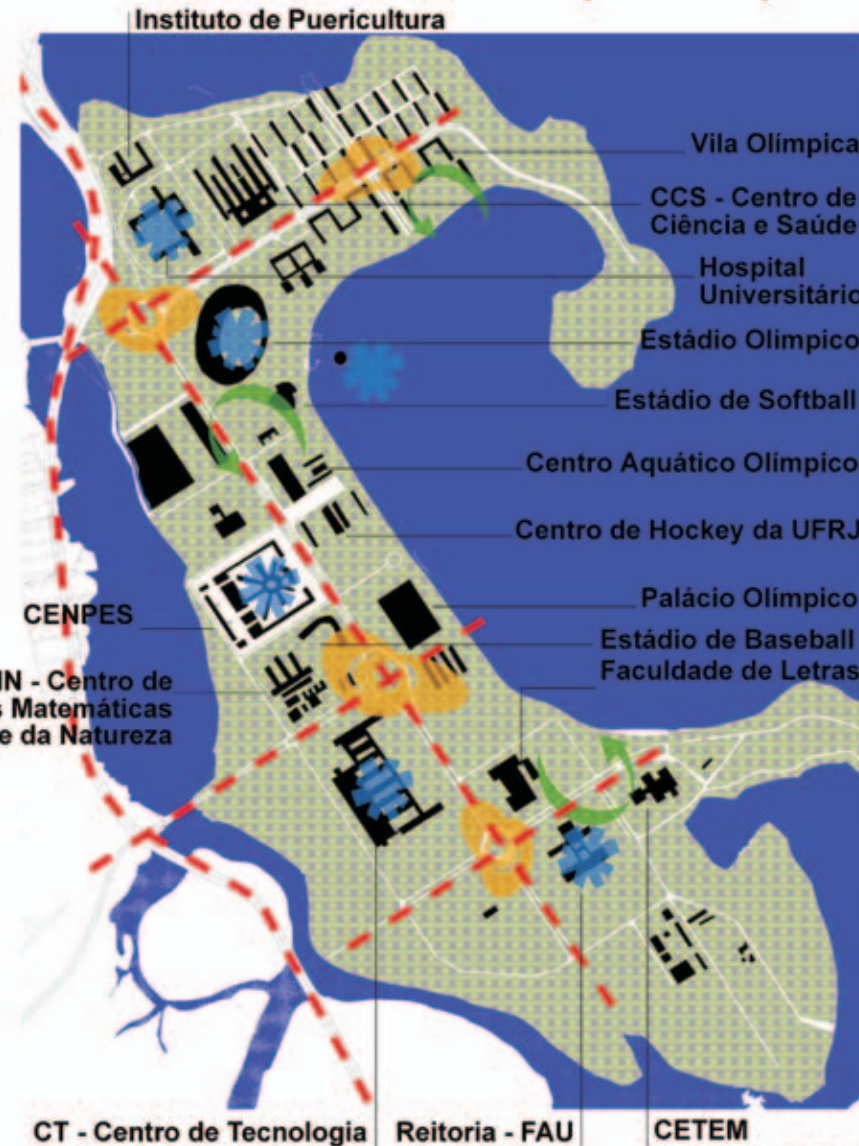 Instituto de Puericultura
Vila Olímpica
CCS - Centro de
Ciência e Saúde
Hospital
Universitário
Estádio Olimpico
Estádio de Softball
Centro Aquático Olímpico
Centro de Hockey da UFRJ
CENPES
Palácio Olímpico
Estádio de Baseball
Faculdade de Letras
N - Centro de
s Matemáticas
e da Natureza
CT - Centro de Tecnologia
Reitoria - FAU
CETEM